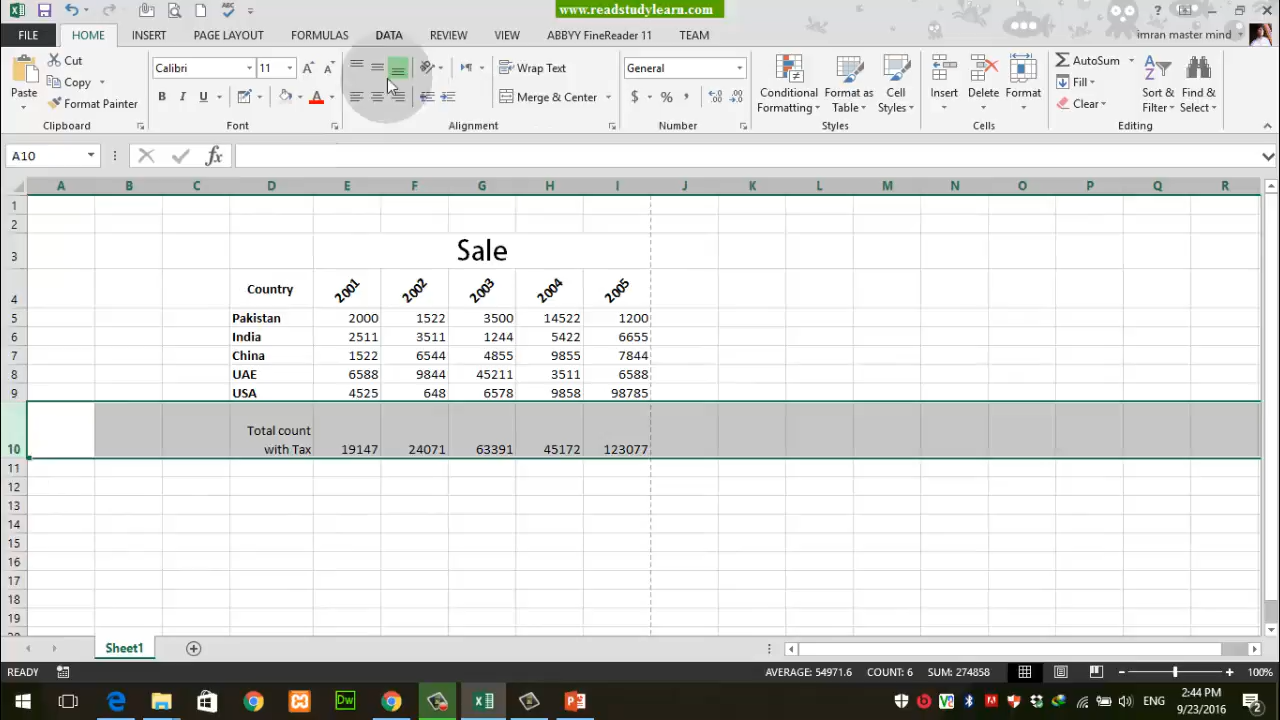 www.readstudylearn.com
imran master mind
FILE HOME INSERT PAGE LAYOUT FORMULAS DATA REVIEW VIEW ABBYY FineReader 11 TEAM
Cut
Copy
Format Painter
Paste
Clipboard
Calibri 11
B I U
Font
Wrap Text
Merge & Center
Alignment
General
$ % ,
Number
Conditional Formatting
Format as Table
Cell Styles
Styles
Insert Delete Format
Cells
AutoSum
Fill
Clear
Sort & Filter
Find & Select
Editing
A10 fx
A B C D E F G H I J K L M N O P Q R
1
2
3 Sale
4 Country 2001 2002 2003 2004 2005
5 Pakistan 2000 1522 3500 14522 1200
6 India 2511 3511 1244 5422 6655
7 China 1522 6544 4855 9855 7844
8 UAE 6588 9844 45211 3511 6588
9 USA 4525 648 6578 9858 98785
Total count
10 with Tax 19147 24071 63391 45172 123077
11
12
13
14
15
16
17
18
19
Sheet1
READY AVERAGE: 54971.6 COUNT: 6 SUM: 274858 100%
ENG 2:44 PM
9/23/2016